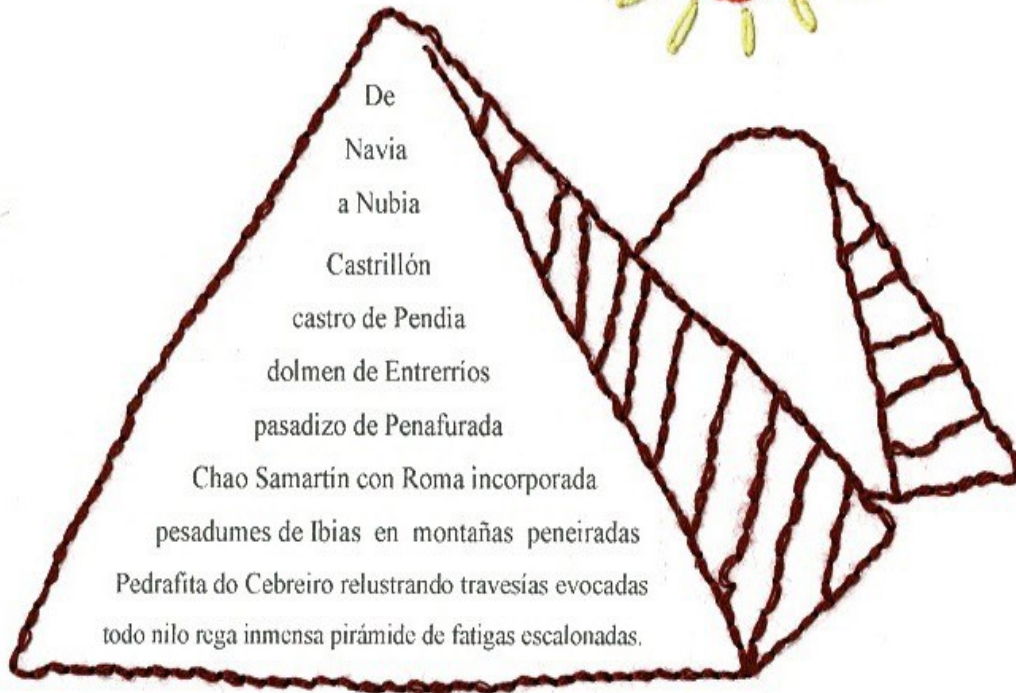 De
Navia
a Nubia
Castrillón
castro de Pendia
dolmen de Entrerríos
pasadizo de Penafurada
Chao Samartín con Roma incorporada
pesadumes de Ibias en montañas peneiradas
Pedrafita do Cebreiro relustrando travesías evocadas
todo nilo rega inmensa pirámide de fatigas escalonadas.